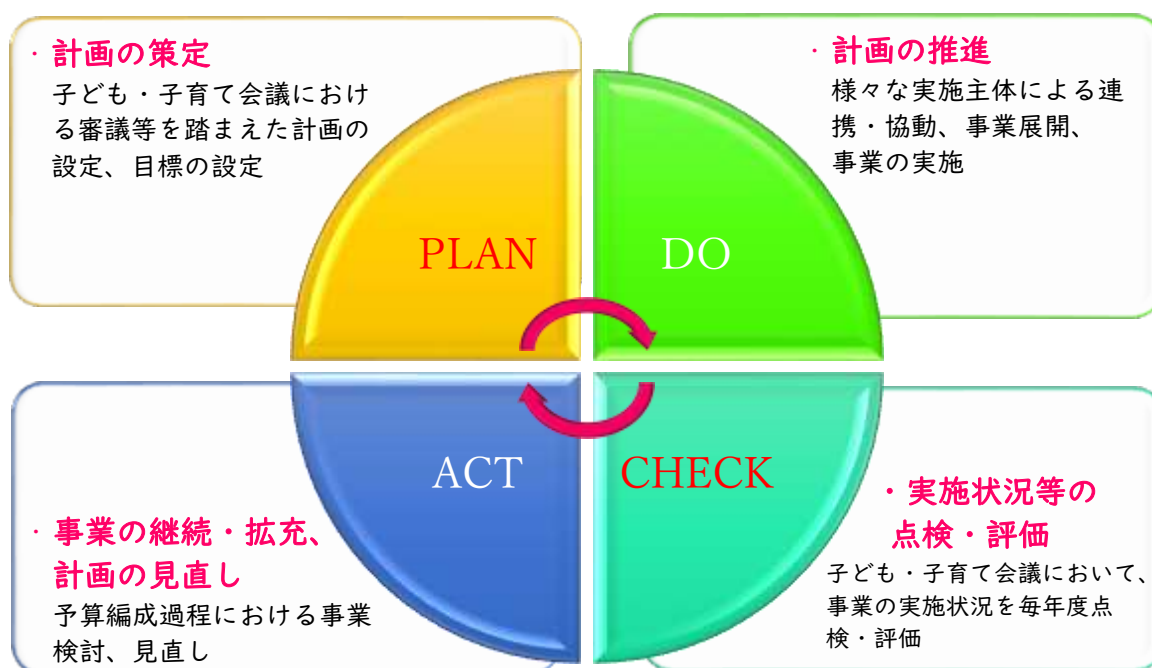 ・計画の策定
子ども・子育て会議におけ
る審議等を踏まえた計画の
設定、目標の設定
・計画の推進
様々な実施主体による連
携・協動、事業展開、
事業の実施
PLAN
DO
ACT
CHECK
・事業の継続・拡充、
計画の見直し
予算編成過程における事業
検討、見直し
・実施状況等の
点検・評価
子ども・子育て会議において、
事業の実施状況を毎年度点
検・評価